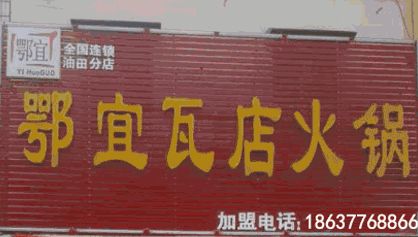 鄂宜
YI HuoGUO
全国连锁
油田分店
鄂宜瓦店火锅
加盟电话:18637768866